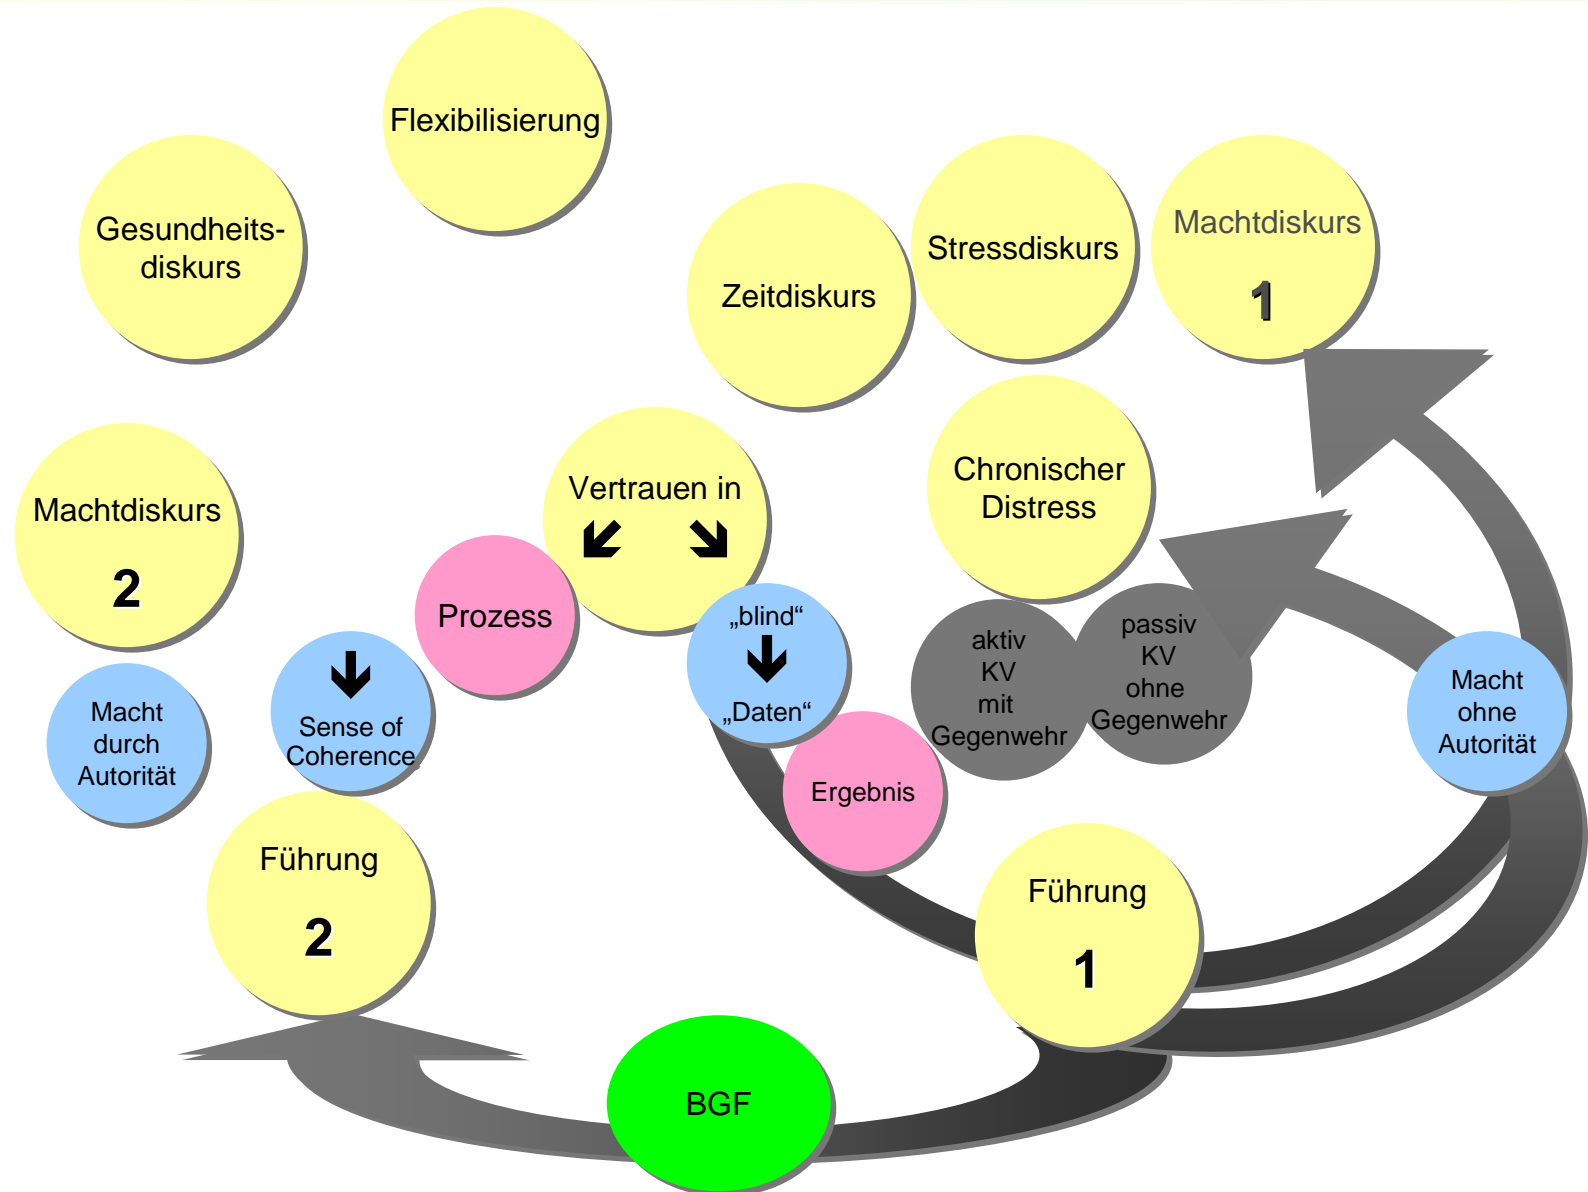 Flexibilisierung
Gesundheits-
diskurs
Zeitdiskurs
Stressdiskurs
Machtdiskurs
1
Machtdiskurs
2
Vertrauen in
Chronischer
Distress
Prozess
„blind“
„Daten“
aktiv
KV
mit
Gegenwehr
passiv
KV
ohne
Gegenwehr
Macht
ohne
Autorität
Macht
durch
Autorität
Sense of
Coherence
Ergebnis
Führung
2
Führung
1
BGF